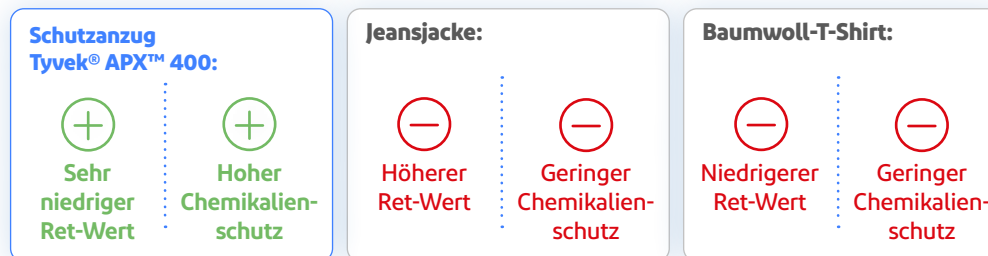 Schutzanzug
Tyvek® APX™ 400:
Sehr
niedriger
Ret-Wert
Hoher
Chemikalien-
schutz
Jeansjacke:
Höherer
Ret-Wert
Geringer
Chemikalien-
schutz
Baumwoll-T-Shirt:
Niedrigerer
Ret-Wert
Geringer
Chemikalien-
schutz